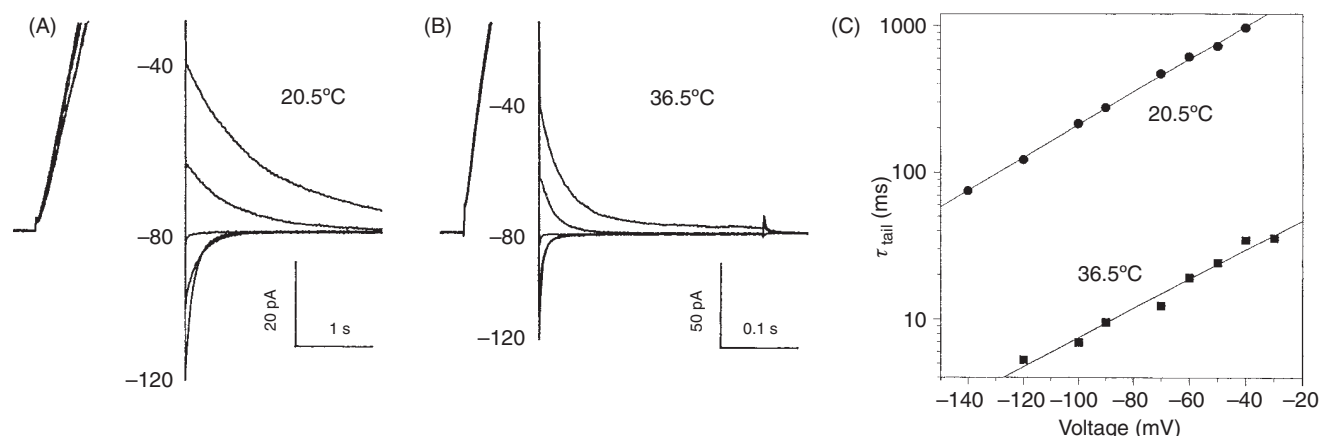 (A)
−40
20.5ºC
−80
20 pA
1 s
−120
(B)
−40
36.5ºC
−80
50 pA
0.1 s
−120
(C)
1000
100
10
τ tail (ms)
20.5ºC
36.5ºC
−140 −120 −100 −80 −60 −40 −20
Voltage (mV)